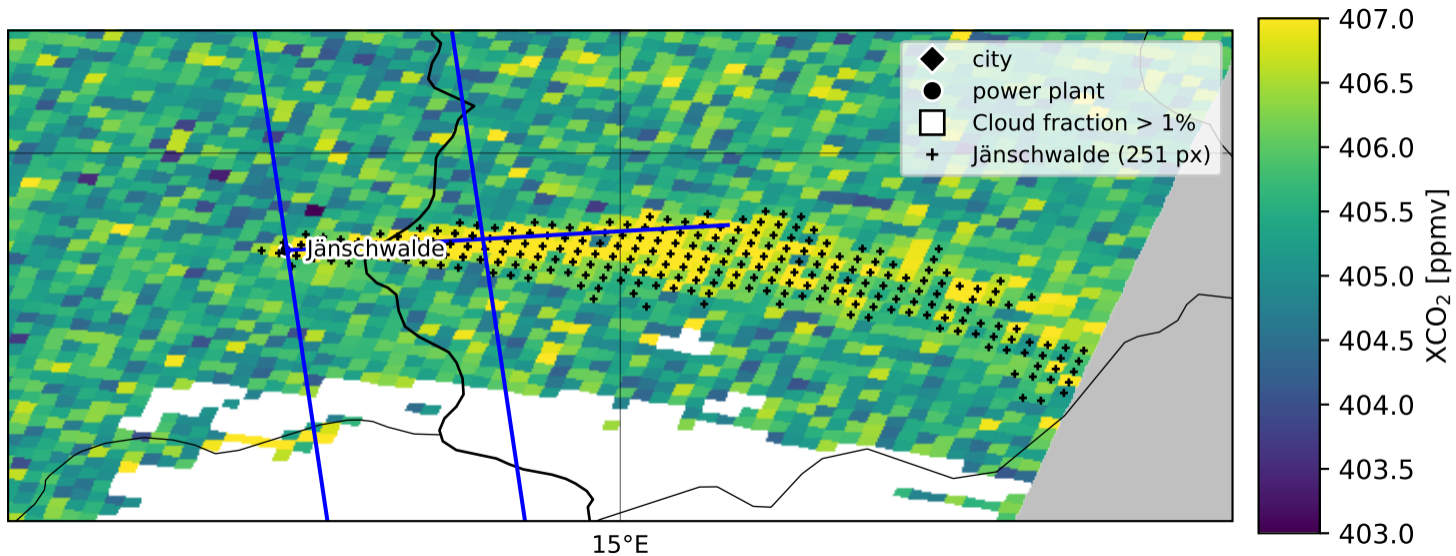 city
power plant
Cloud fraction > 1%
Jänschwalde (251 px)
Jänschwalde
15°E
407.0
406.5
406.0
405.5
405.0
404.5
404.0
403.5
403.0
XCO₂ [ppmv]